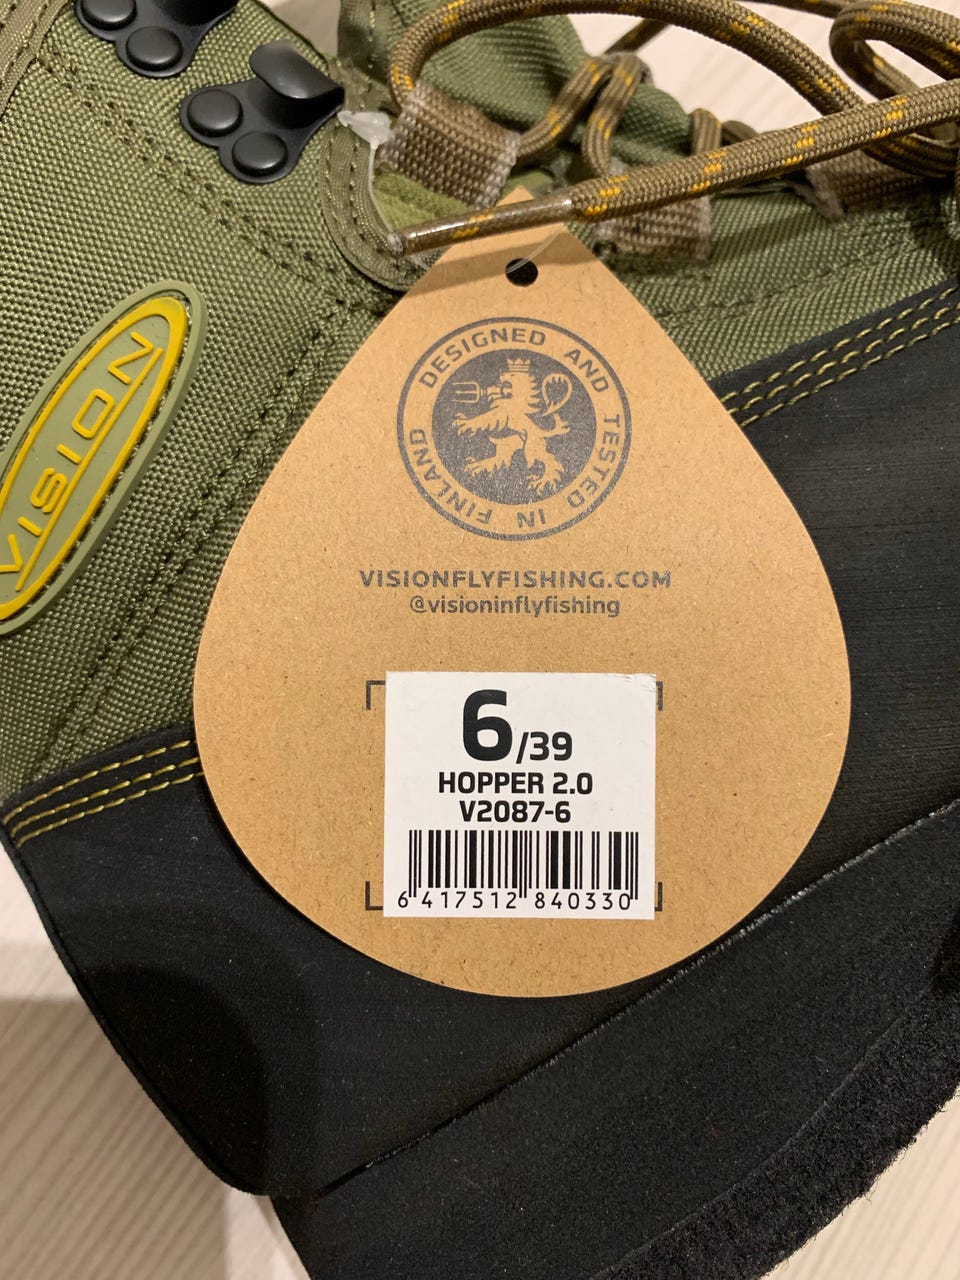 DESIGNED AND TESTED IN FINLAND
VISIONFLYFISHING.COM
@visioninflyfishing
VISION
6/39
HOPPER 2.0
V2087-6
6 417512 840330